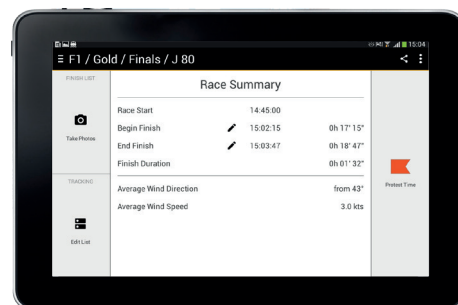 15:04
F1 / Gold / Finals / J 80
FINISH LIST
Take Photos
TRACKING
Edit List
Race Summary
Race Start 14:45:00
Begin Finish 15:02:15 0h 17' 15"
End Finish 15:03:47 0h 18' 47"
Finish Duration 0h 01' 32"
Average Wind Direction from 43°
Average Wind Speed 3.0 kts
Protest Time